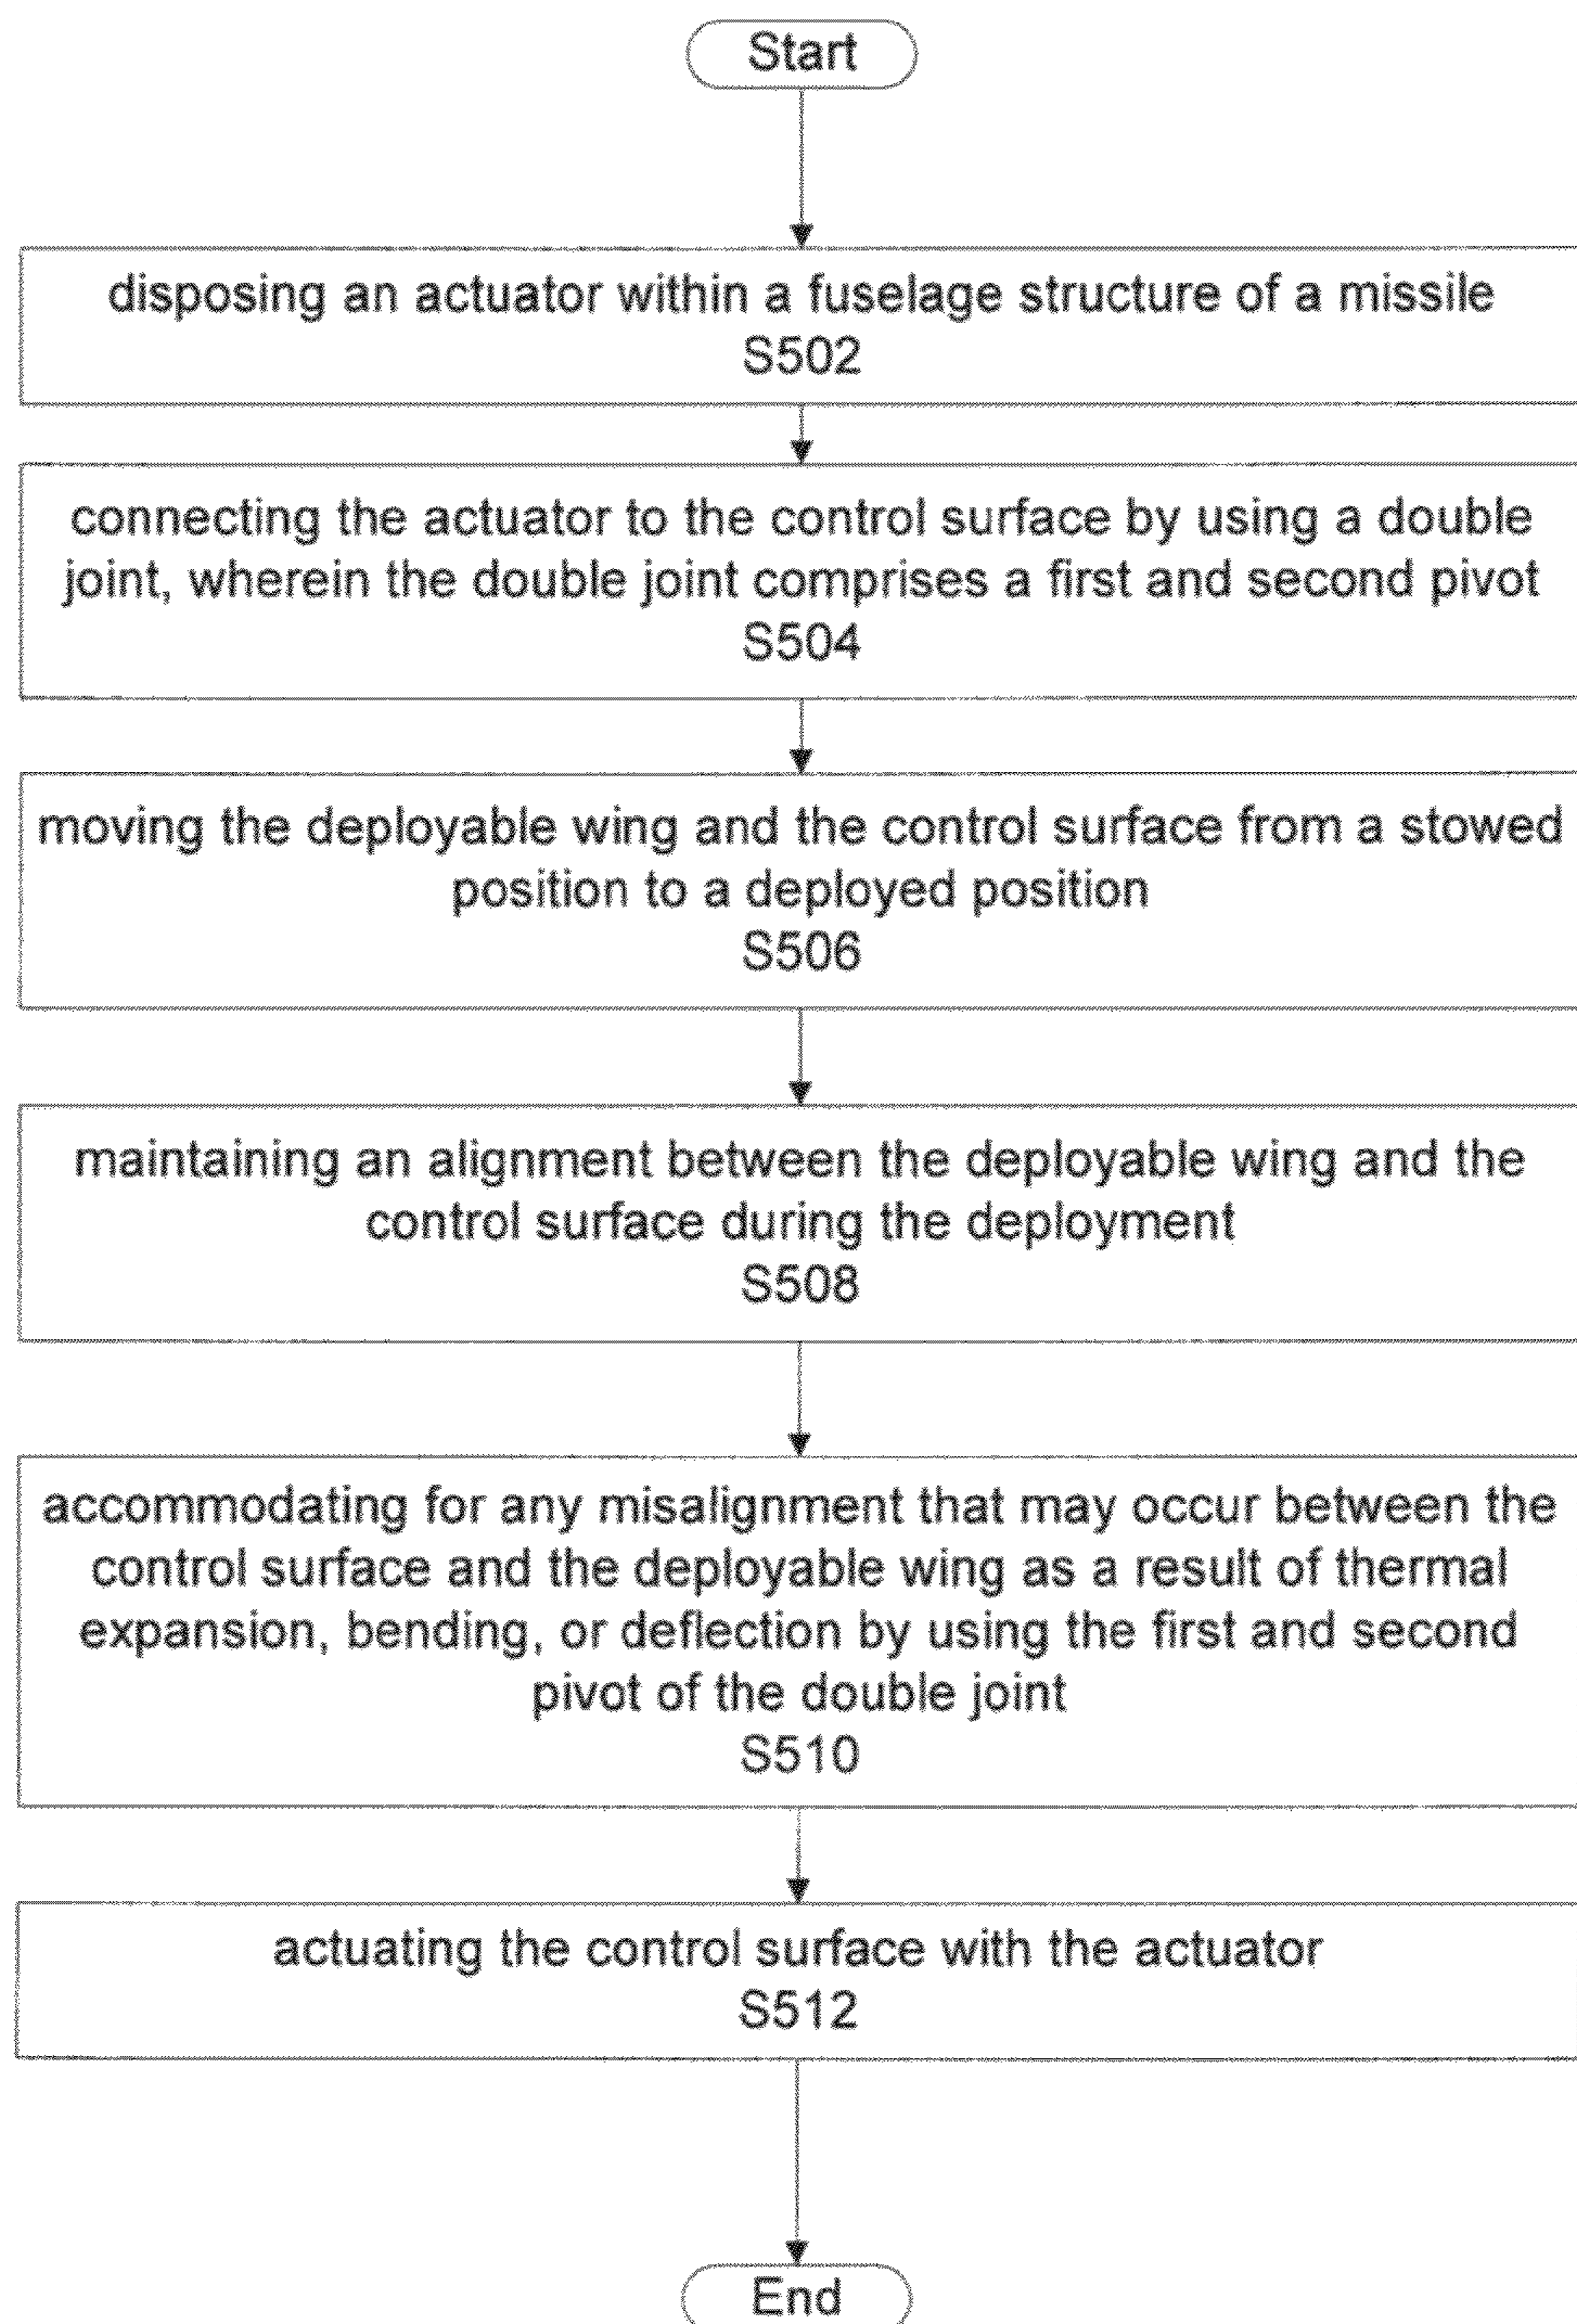 Start
disposing an actuator within a fuselage structure of a missile
S502
connecting the actuator to the control surface by using a double
joint, wherein the double joint comprises a first and second pivot
S504
moving the deployable wing and the control surface from a stowed
position to a deployed position
S506
maintaining an alignment between the deployable wing and the
control surface during the deployment
S508
accommodating for any misalignment that may occur between the
control surface and the deployable wing as a result of thermal
expansion, bending, or deflection by using the first and second
pivot of the double joint
S510
actuating the control surface with the actuator
S512
End